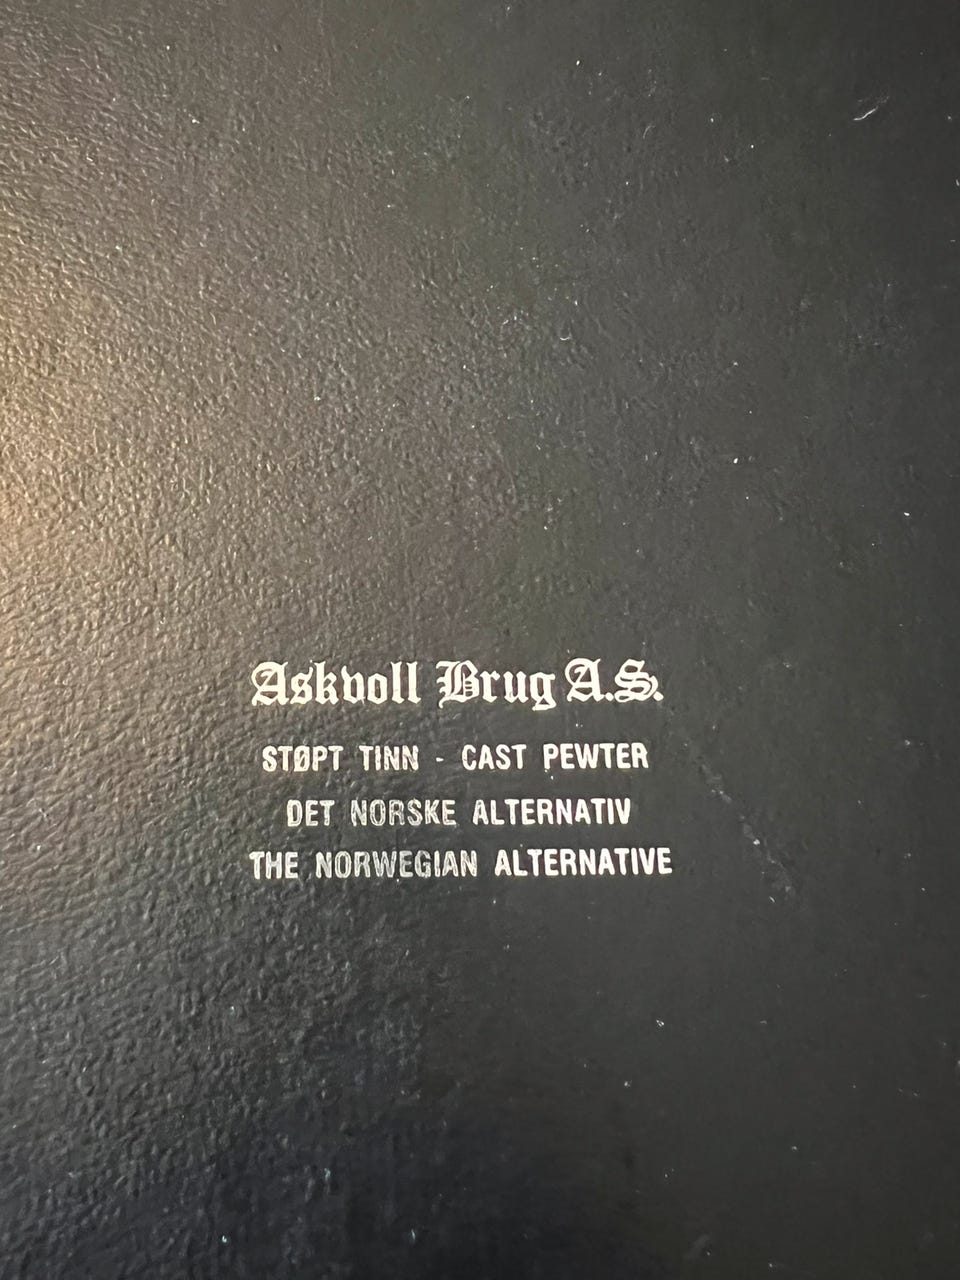 Askvoll Brug A.S.
STØPT TINN - CAST PEWTER
DET NORSKE ALTERNATIV
THE NORWEGIAN ALTERNATIVE